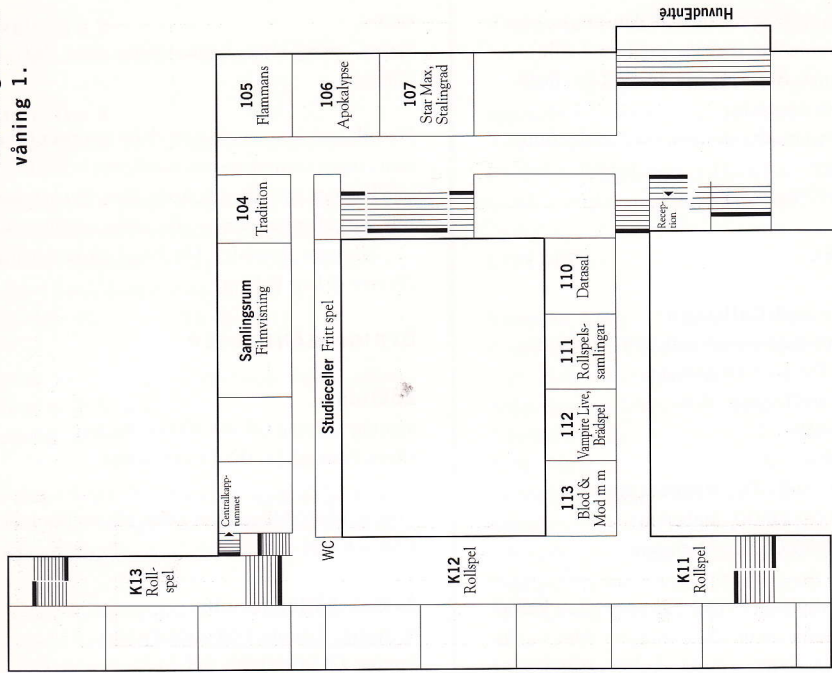 våning 1.
HuvudEntré
105
Flammans
106
Apokalypse
107
Star Max,
Stalingrad
104
Tradition
Samlingsrum
Filmvisning
Studieceller Fritt spel
Centralkapp-
rummet
WC
Recep-
tion
110
Datasal
111
Rollspels-
samlingar
112
Vampire Live,
Brädspel
113
Blod &
Mod m m
K13
Roll-
spel
K12
Rollspel
K11
Rollspel